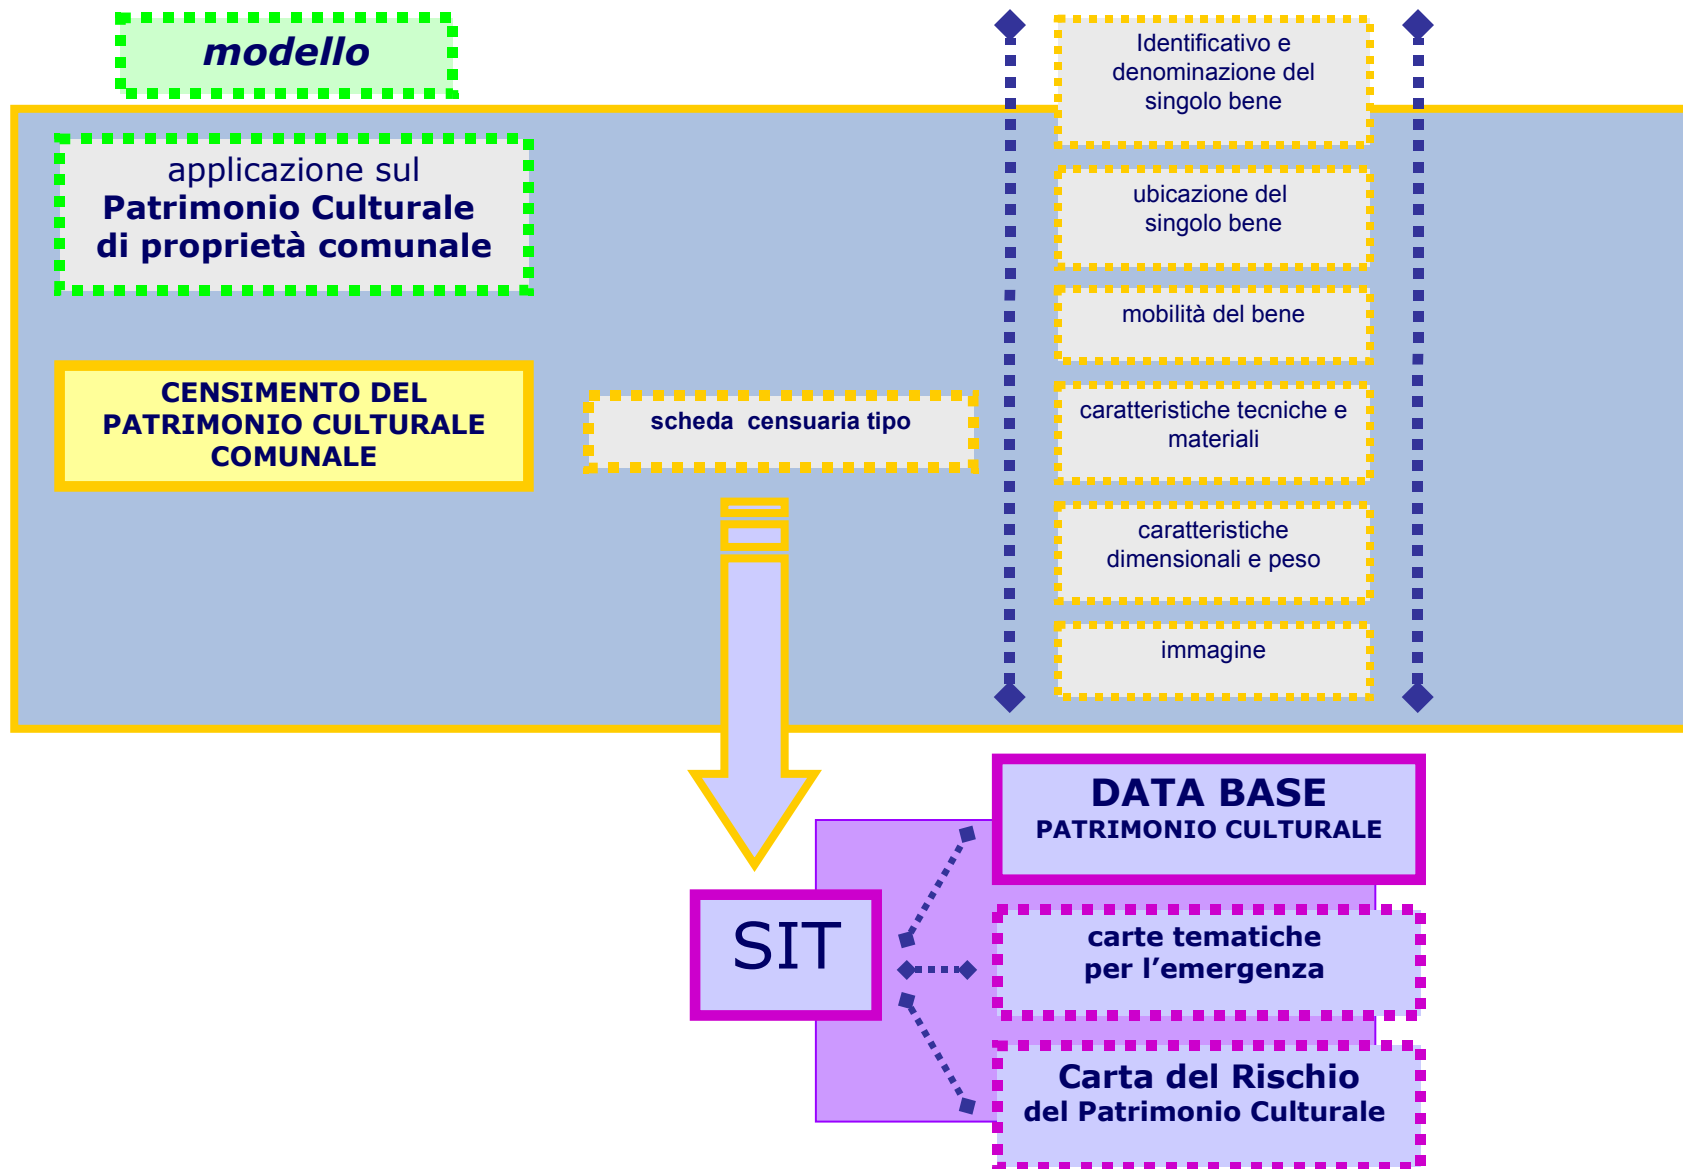 modello
applicazione sul
Patrimonio Culturale
di proprietà comunale
CENSIMENTO DEL
PATRIMONIO CULTURALE
COMUNALE
scheda censuaria tipo
Identificativo e
denominazione del
singolo bene
ubicazione del
singolo bene
mobilità del bene
caratteristiche tecniche e
materiali
caratteristiche
dimensionali e peso
immagine
SIT
DATA BASE
PATRIMONIO CULTURALE
carte tematiche
per l’emergenza
Carta del Rischio
del Patrimonio Culturale